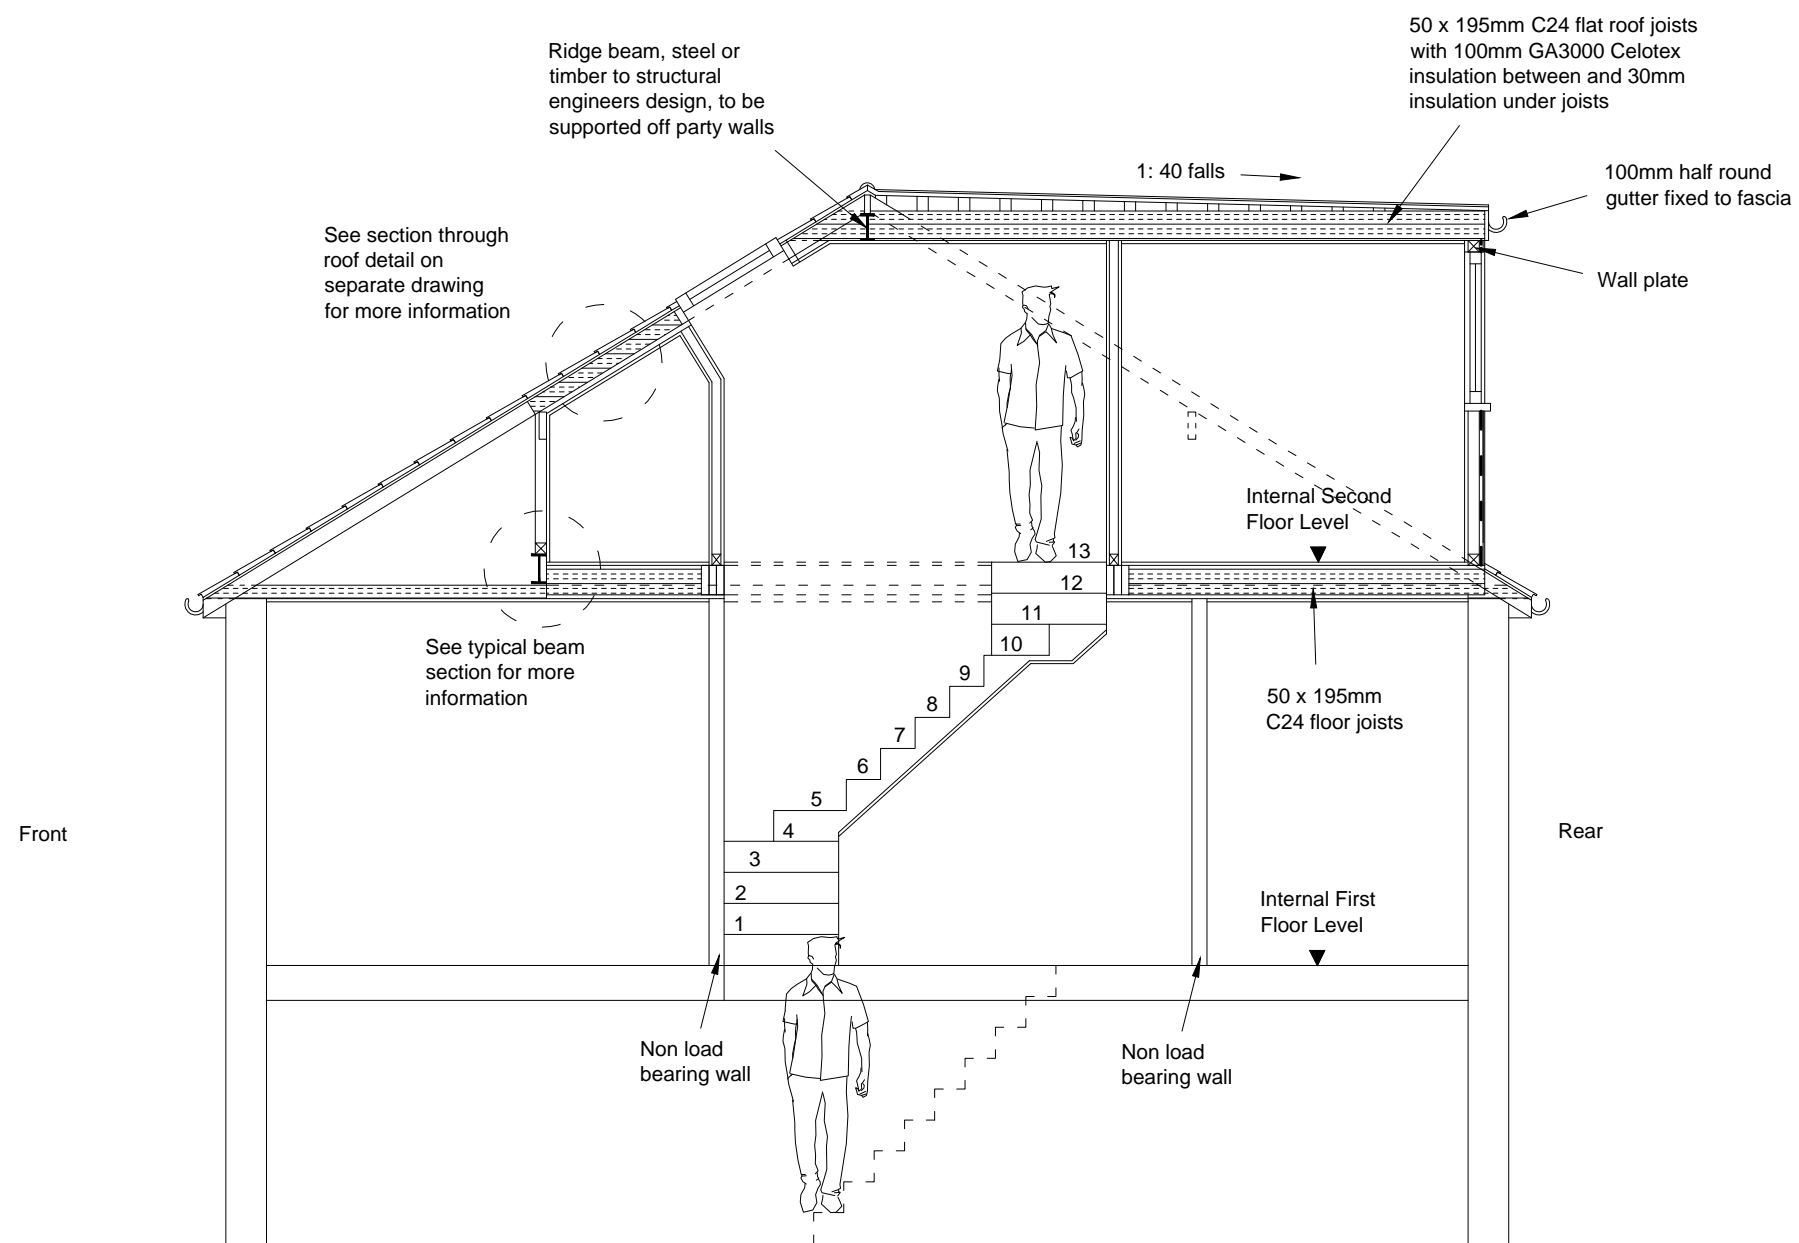 50 x 195mm C24 flat roof joists
with 100mm GA3000 Celotex
insulation between and 30mm
insulation under joists
Ridge beam, steel or
timber to structural
engineers design, to be
supported off party walls
1: 40 falls
100mm half round
gutter fixed to fascia
See section through
roof detail on
separate drawing
for more information
Wall plate
Internal Second
Floor Level
13
12
11
10
9
8
7
6
5
4
3
2
1
See typical beam
section for more
information
50 x 195mm
C24 floor joists
Front
Rear
Internal First
Floor Level
Non load
bearing wall
Non load
bearing wall